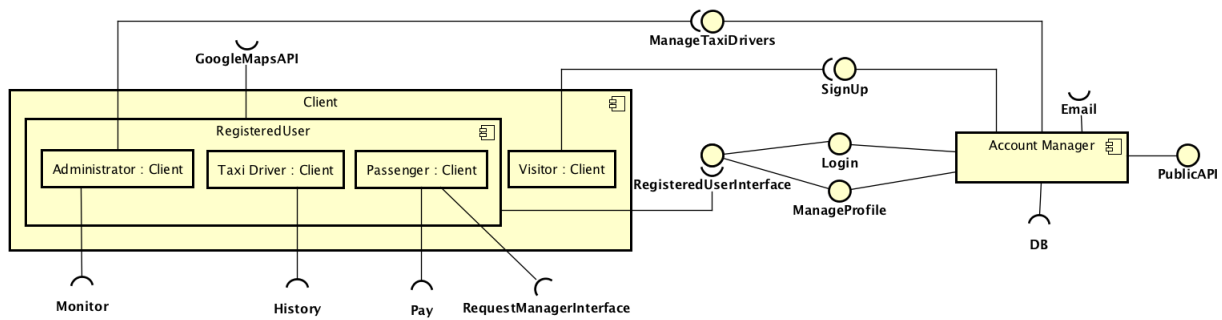 ManageTaxiDrivers
GoogleMapsAPI
SignUp
Client
Email
RegisteredUser
Administrator : Client
Taxi Driver : Client
Passenger : Client
Visitor : Client
Login
Account Manager
RegisteredUserInterface
PublicAPI
ManageProfile
DB
Monitor
History
Pay
RequestManagerInterface